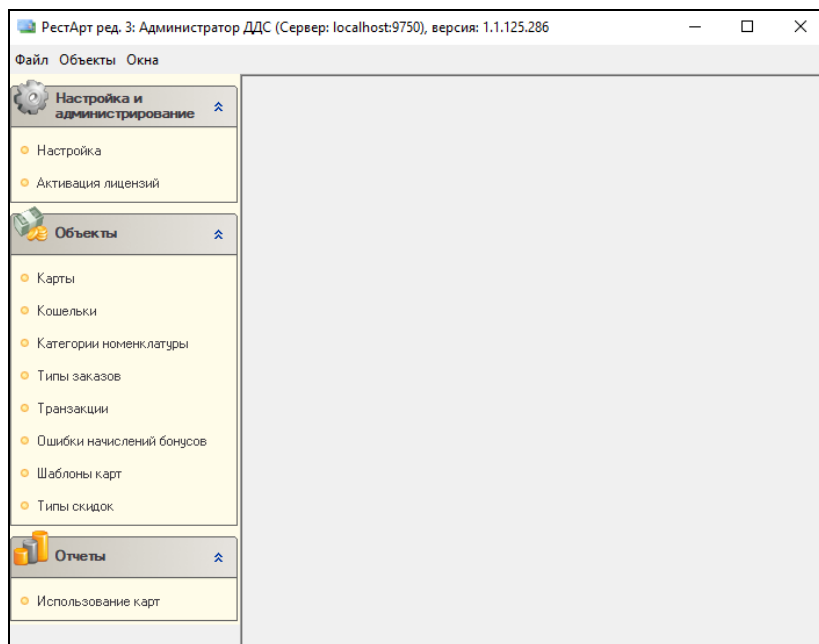 РестАрт ред. 3: Администратор ДДС (Сервер: localhost:9750), версия: 1.1.125.286
Файл Объекты Окна
Настройка и
администрирование
Настройка
Активация лицензий
Объекты
Карты
Кошельки
Категории номенклатуры
Типы заказов
Транзакции
Ошибки начислений бонусов
Шаблоны карт
Типы скидок
Отчеты
Использование карт